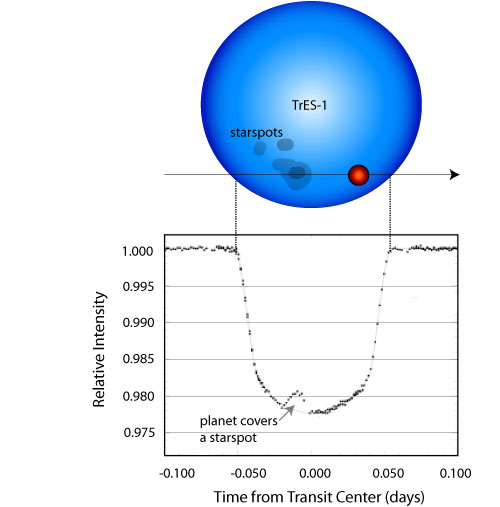 TrES-1
starspots
1.000
0.995
0.990
0.985
0.980
0.975
Relative Intensity
planet covers
a starspot
-0.100 -0.050 0.000 0.050 0.100
Time from Transit Center (days)